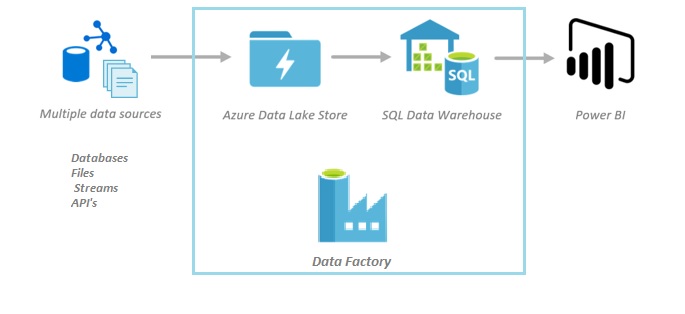 SQL
Multiple data sources
Azure Data Lake Store
SQL Data Warehouse
Power BI
Databases
Files
Streams
API's
Data Factory